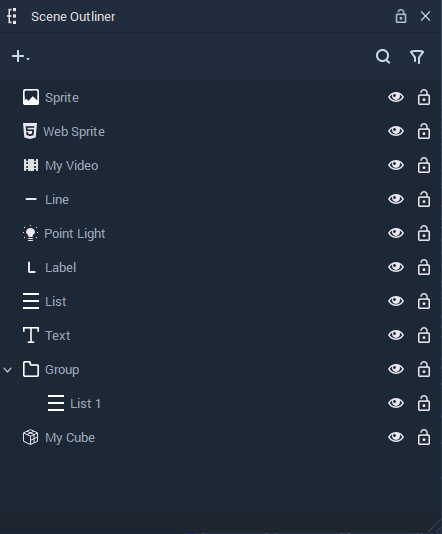 Scene Outliner
Sprite
Web Sprite
My Video
Line
Point Light
Label
List
Text
Group
List 1
My Cube